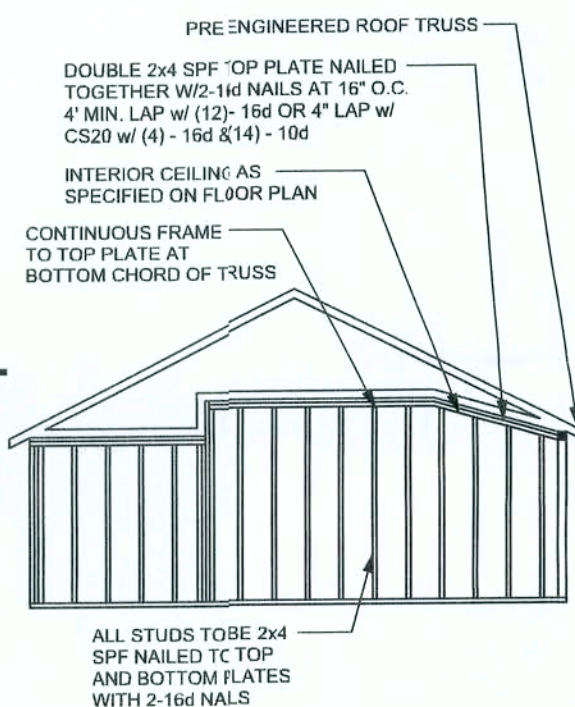 PRE ENGINEERED ROOF TRUSS
DOUBLE 2x4 SPF TOP PLATE NAILED
TOGETHER W/2-16d NAILS AT 16" O.C.
4' MIN. LAP w/ (12)- 16d OR 4" LAP w/
CS20 w/ (4) - 16d &(14) - 10d
INTERIOR CEILING AS
SPECIFIED ON FLOOR PLAN
CONTINUOUS FRAME
TO TOP PLATE AT
BOTTOM CHORD OF TRUSS
ALL STUDS TO BE 2x4
SPF NAILED TO TOP
AND BOTTOM PLATES
WITH 2-16d NALS